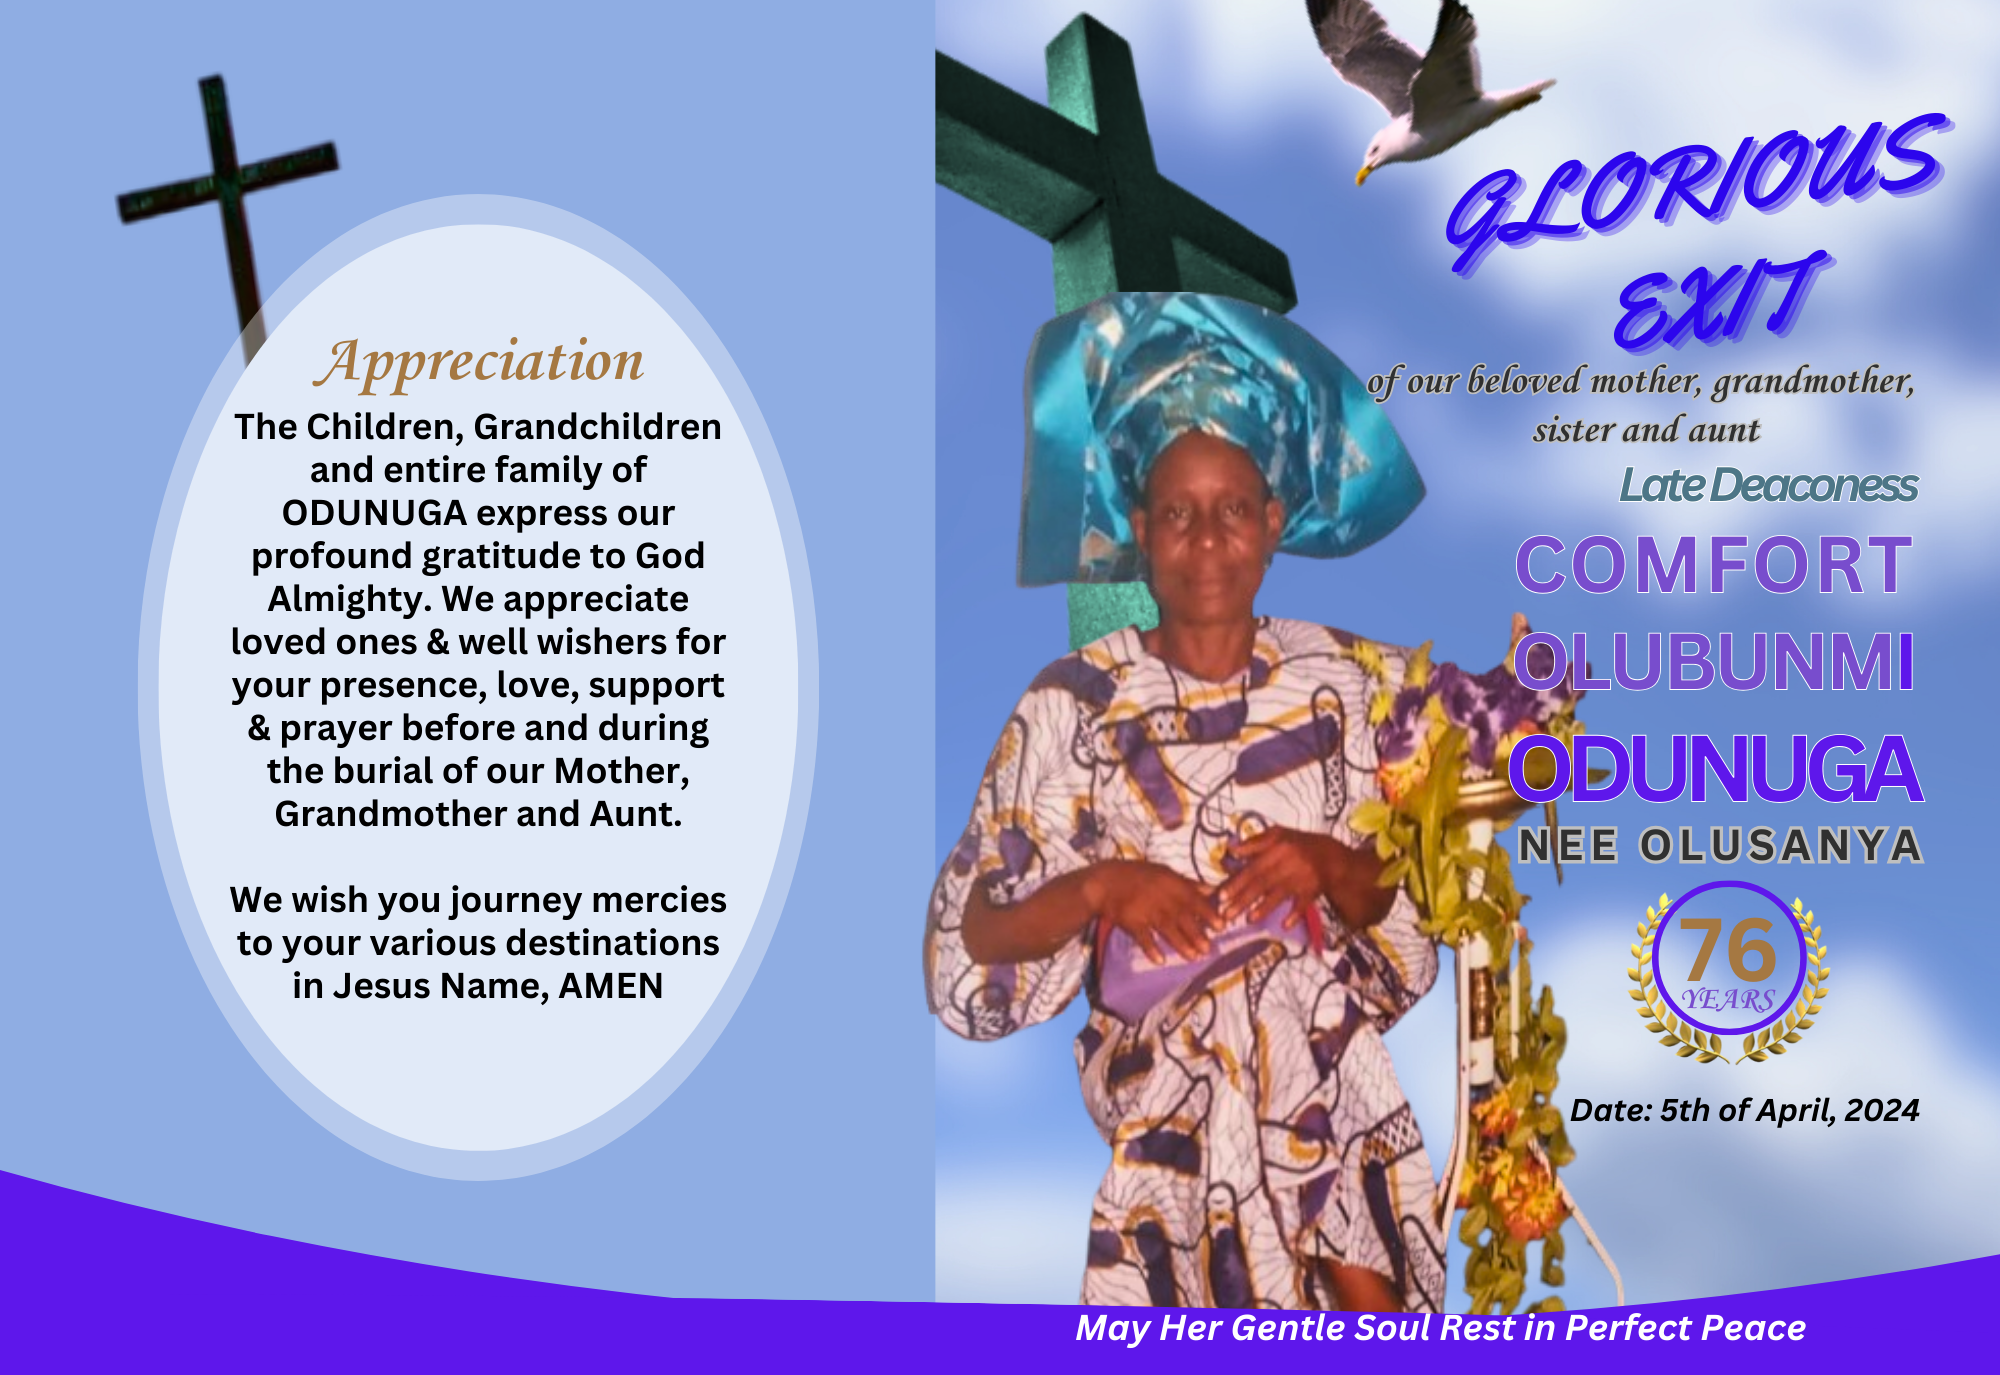 Appreciation
The Children, Grandchildren
and entire family of
ODUNUGA express our
profound gratitude to God
Almighty. We appreciate
loved ones & well wishers for
your presence, love, support
& prayer before and during
the burial of our Mother,
Grandmother and Aunt.
We wish you journey mercies
to your various destinations
in Jesus Name, AMEN
GLORIOUS
EXIT
of our beloved mother, grandmother,
sister and aunt
Late Deaconess
COMFORT
OLUBUNMI
ODUNUGA
NEE OLUSANYA
76
YEARS
Date: 5th of April, 2024
May Her Gentle Soul Rest in Perfect Peace